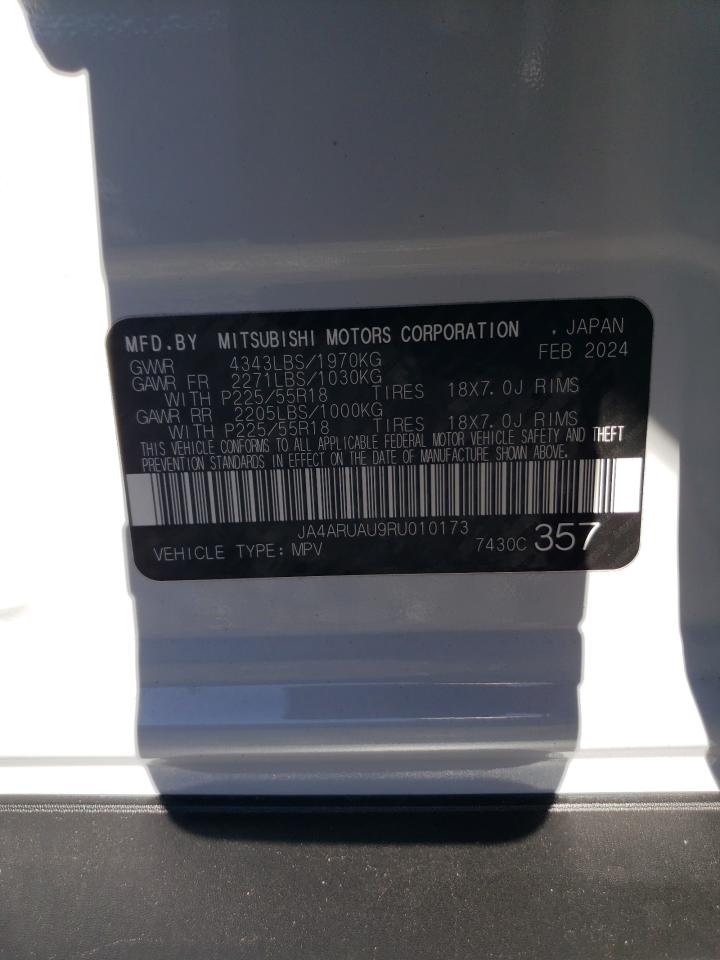 MFD.BY MITSUBISHI MOTORS CORPORATION . JAPAN
GVWR 4343LBS/1970KG FEB 2024
GAWR FR 2271LBS/1030KG
WITH P225/55R18 TIRES 18X7.0J RIMS
GAWR RR 2205LBS/1000KG
WITH P225/55R18 TIRES 18X7.0J RIMS
THIS VEHICLE CONFORMS TO ALL APPLICABLE FEDERAL MOTOR VEHICLE SAFETY AND THEFT
PREVENTION STANDARDS IN EFFECT ON THE DATE OF MANUFACTURE SHOWN ABOVE.
JA4ARUAU9RU010173
VEHICLE TYPE:MPV 7430C 357